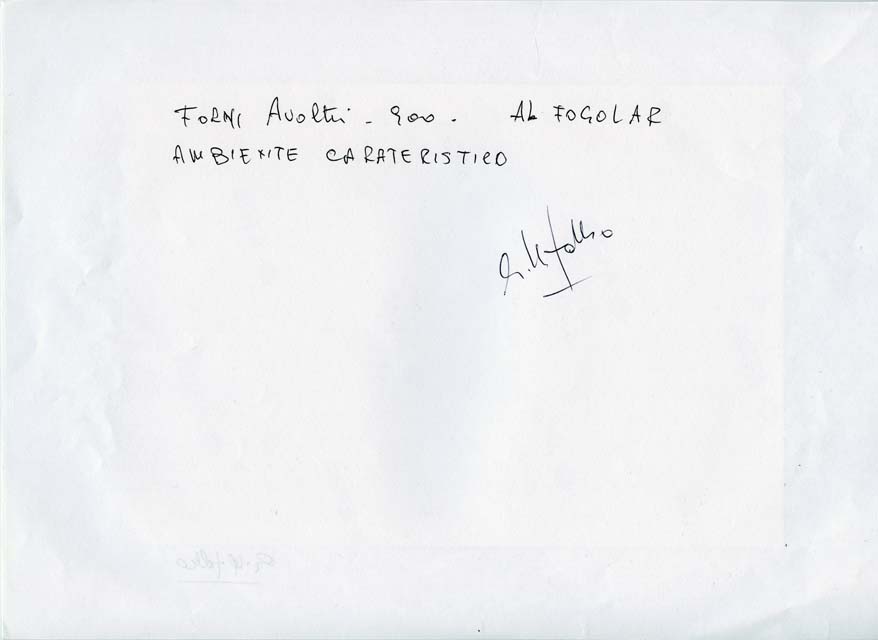 FORNI Avoltri - 900 - AL FOGOLAR
AMBIENTE CARATERISTICO